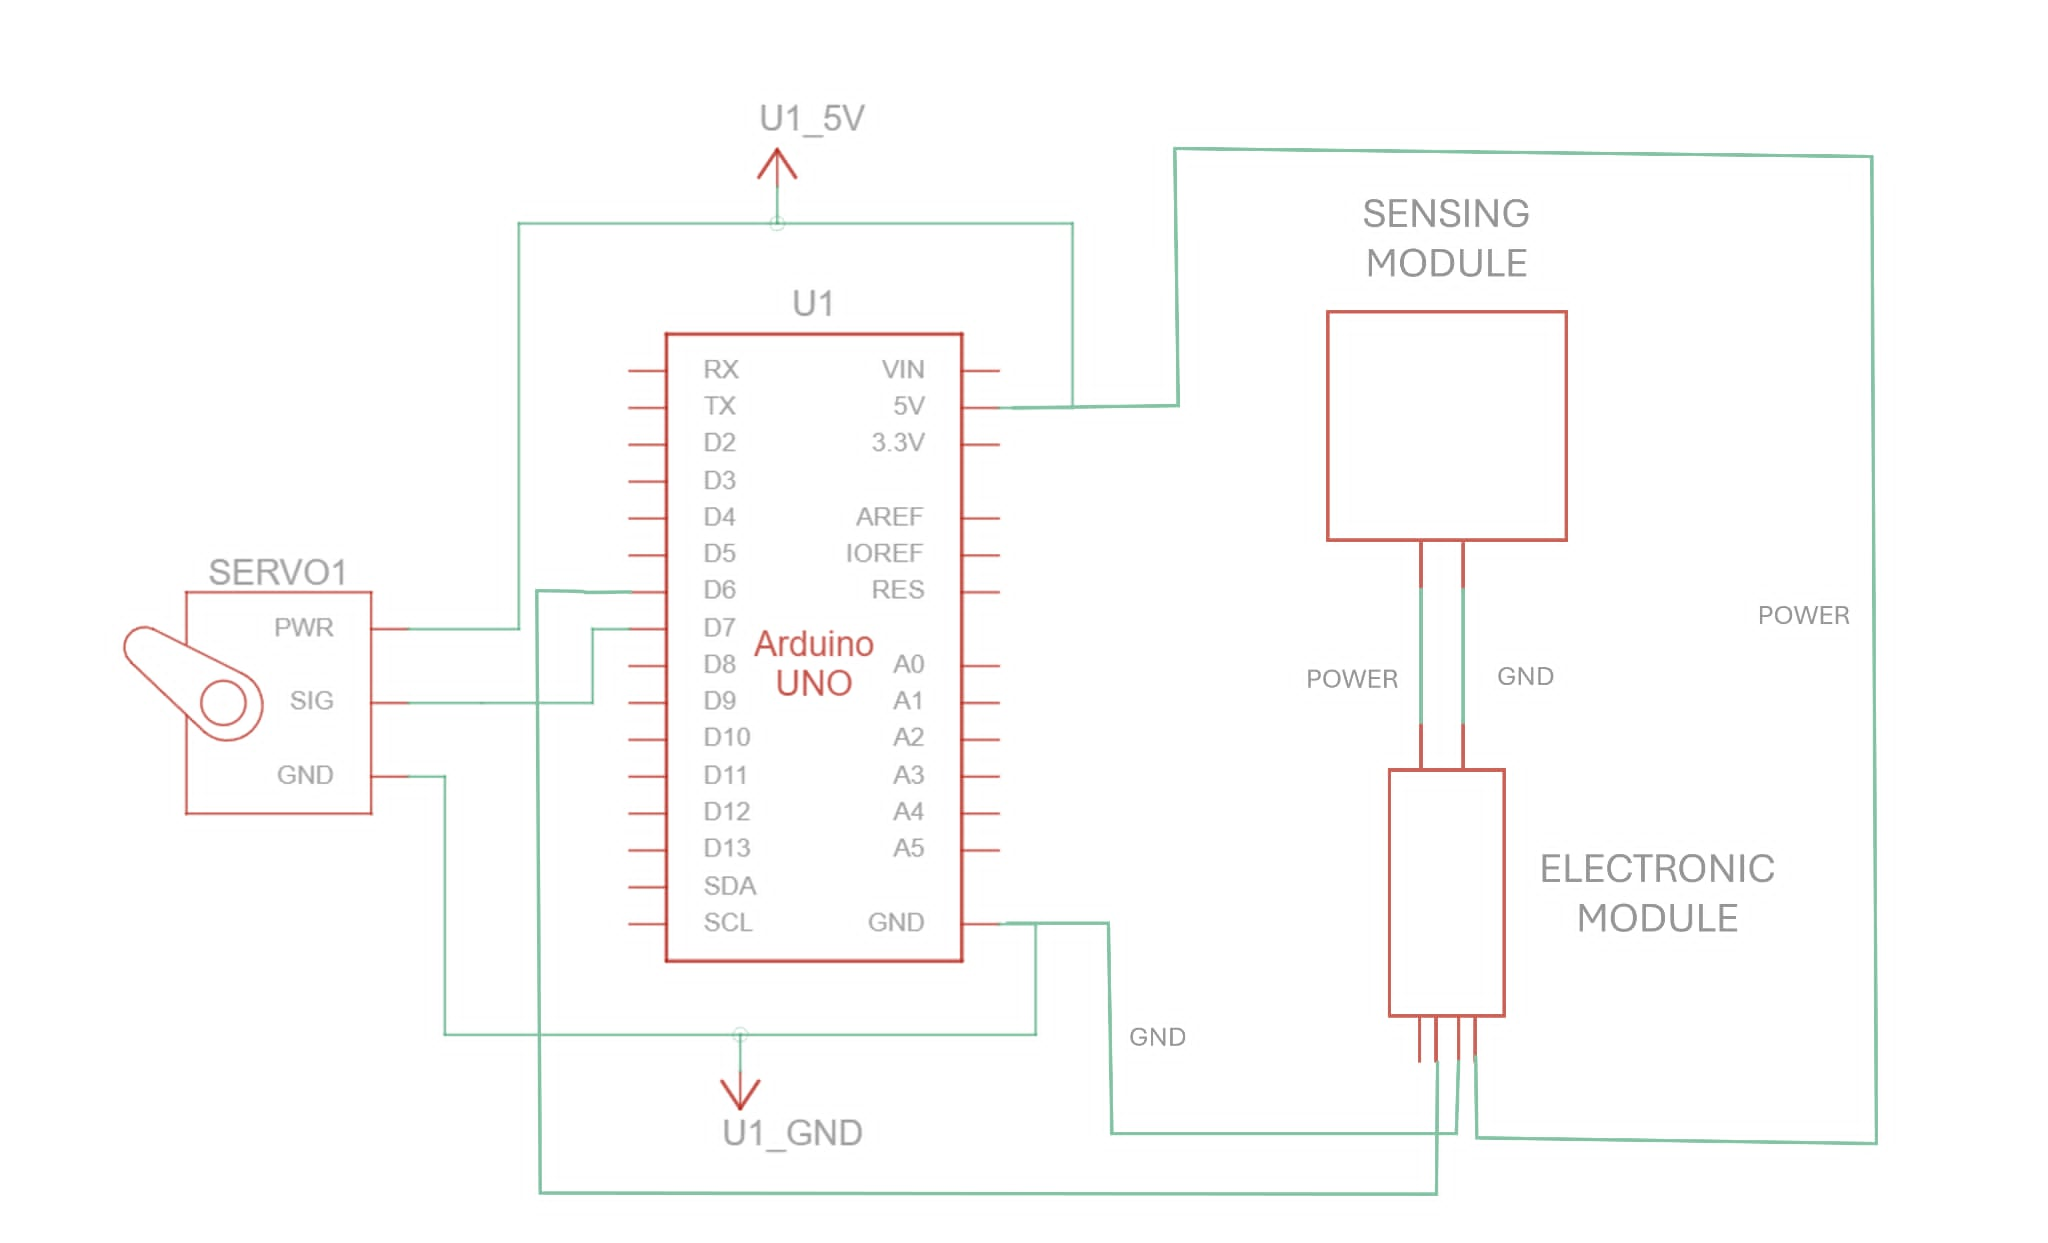 U1_5V
U1
SENSING
MODULE
RX VIN
TX 5V
D2 3.3V
D3
D4 AREF
D5 IOREF
D6 RES
D7
D8 A0
D9 A1
D10 A2
D11 A3
D12 A4
D13 A5
SDA
SCL GND
Arduino
UNO
SERVO1
PWR
SIG
GND
POWER
POWER
GND
ELECTRONIC
MODULE
GND
U1_GND